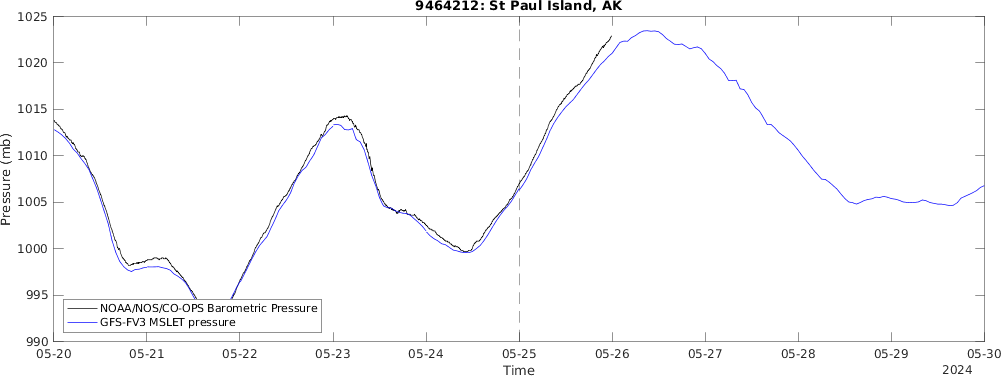 9464212: St Paul Island, AK
Pressure (mb)
1025
1020
1015
1010
1005
1000
995
990
NOAA/NOS/CO-OPS Barometric Pressure
GFS-FV3 MSLET pressure
05-20 05-21 05-22 05-23 05-24 05-25 05-26 05-27 05-28 05-29 05-30
Time
2024